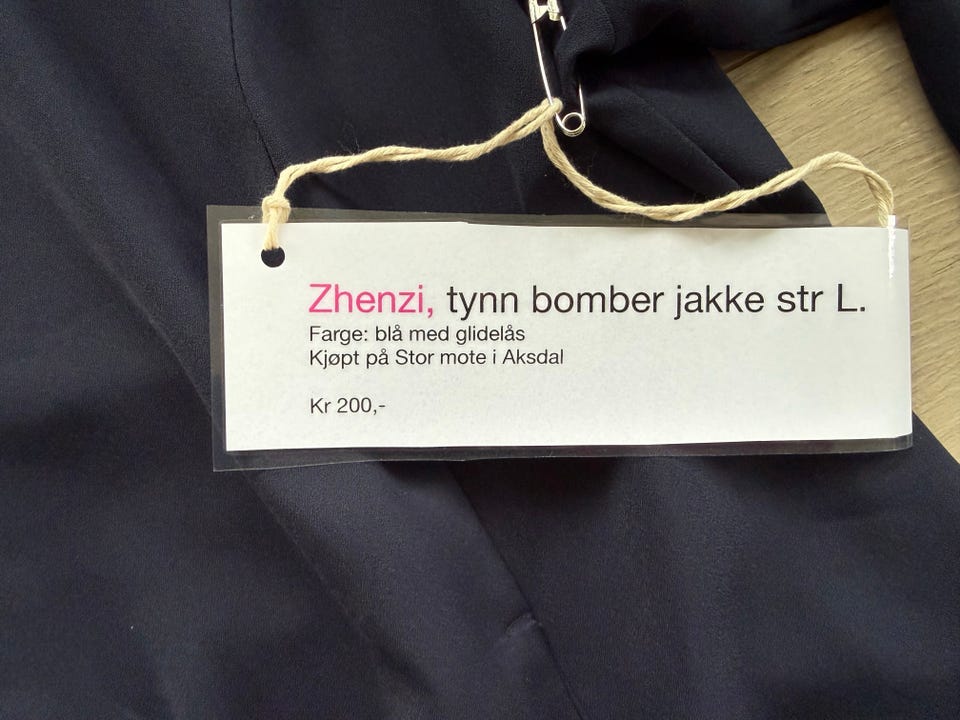 Zhenzi, tynn bomber jakke str L.
Farge: blå med glidelås
Kjøpt på Stor mote i Aksdal
Kr 200,-